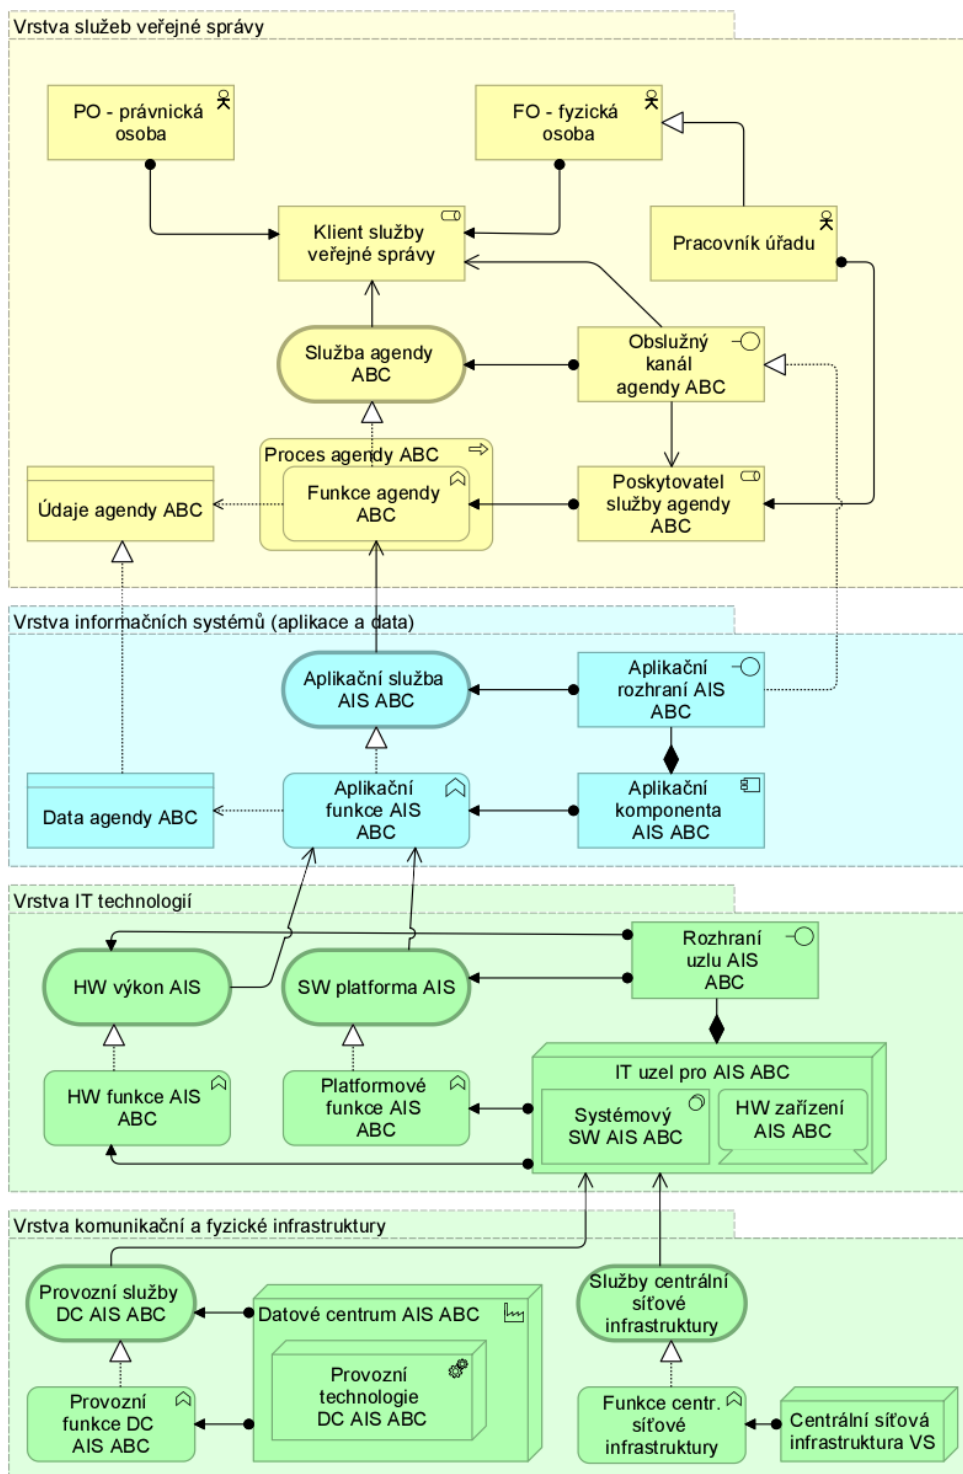 Vrstva služeb veřejné správy
PO - právnická
osoba
FO - fyzická
osoba
Klient služby
veřejné správy
Pracovník úřadu
Služba agendy
ABC
Obslužný
kanál
agendy ABC
Proces agendy ABC
Funkce agendy
ABC
Údaje agendy ABC
Poskytovatel
služby agendy
ABC
Vrstva informačních systémů (aplikace a data)
Aplikační služba
AIS ABC
Aplikační
rozhraní AIS
ABC
Data agendy ABC
Aplikační
funkce AIS
ABC
Aplikační
komponenta
AIS ABC
Vrstva IT technologií
HW výkon AIS
SW platforma AIS
Rozhraní
uzlu AIS
ABC
HW funkce AIS
ABC
Platformové
funkce AIS
ABC
IT uzel pro AIS ABC
Systémový
SW AIS ABC
HW zařízení
AIS ABC
Vrstva komunikační a fyzické infrastruktury
Provozní služby
DC AIS ABC
Datové centrum AIS ABC
Služby centrální
síťové
infrastruktury
Provozní
technologie
DC AIS ABC
Provozní
funkce DC
AIS ABC
Funkce centr.
síťové
infrastruktury
Centrální síťová
infrastruktura VS